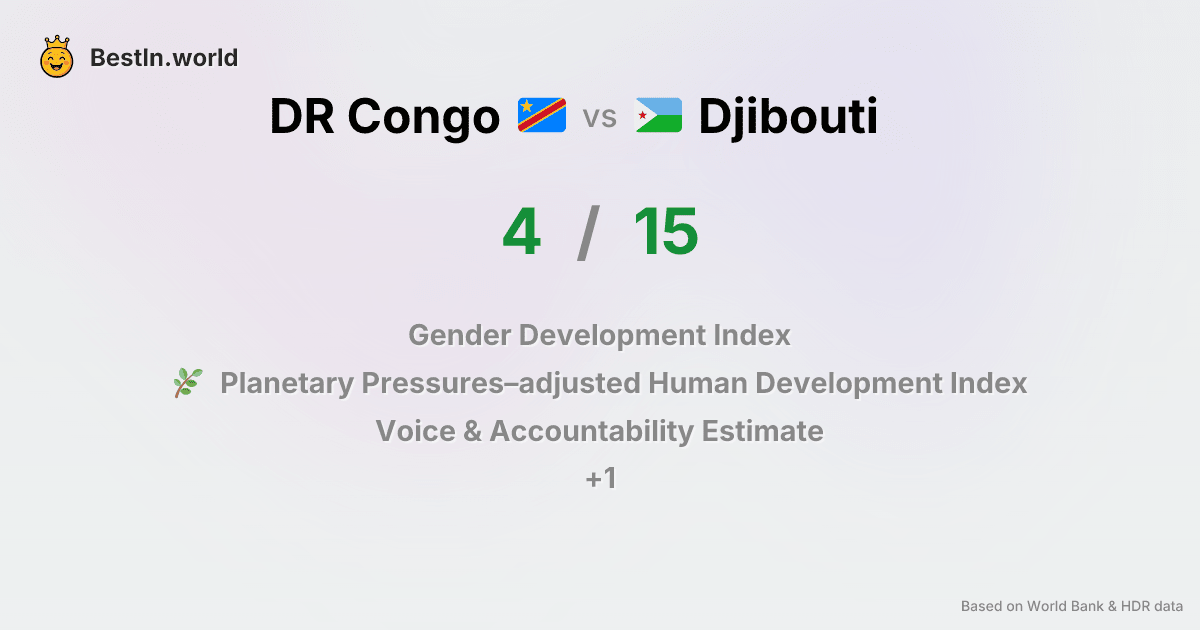 BestIn.world
DR Congo vs Djibouti
4 / 15
Gender Development Index
Planetary Pressures–adjusted Human Development Index
Voice & Accountability Estimate
+1
Based on World Bank & HDR data